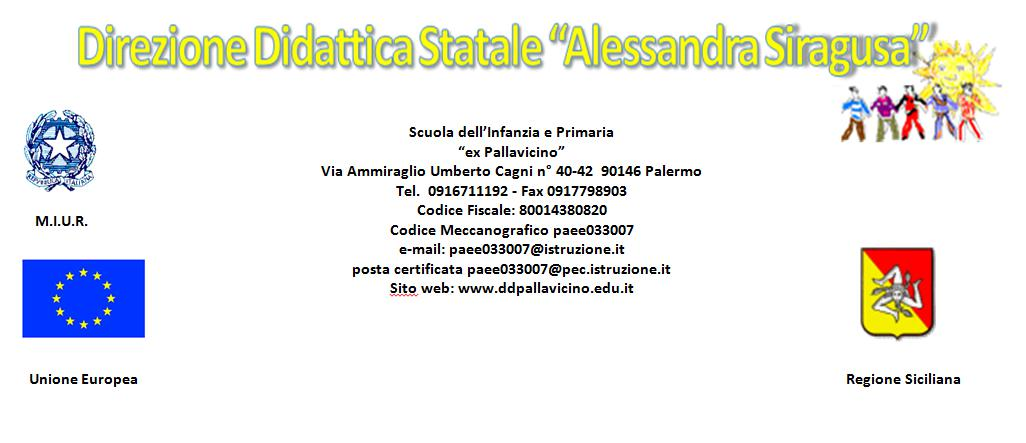 Direzione Didattica Statale “Alessandra Siragusa”
Scuola dell’Infanzia e Primaria
“ex Pallavicino”
Via Ammiraglio Umberto Cagni n° 40-42  90146 Palermo
Tel.  0916711192 - Fax 0917798903
Codice Fiscale: 80014380820
Codice Meccanografico paee033007
e-mail: paee033007@istruzione.it
posta certificata paee033007@pec.istruzione.it
Sito web: www.ddpallavicino.edu.it
REPVBBLICA ITALIANA
M.I.U.R.
Unione Europea
Regione Siciliana